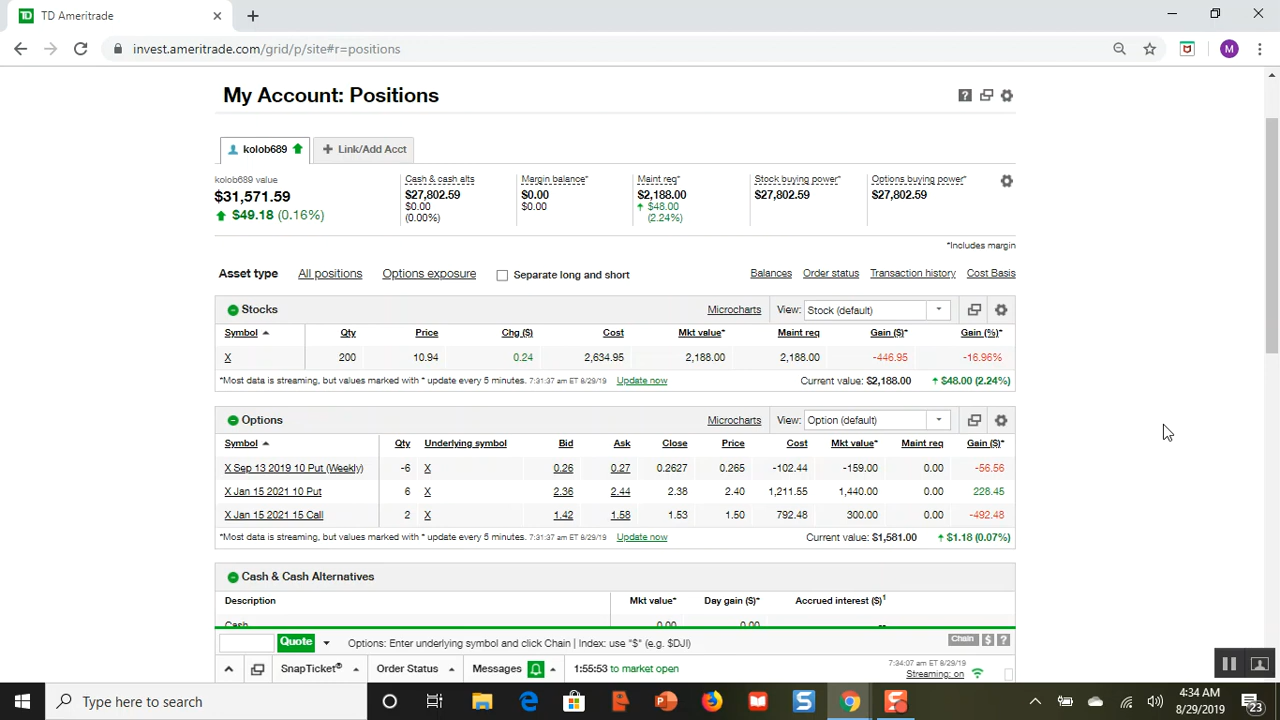 TD Ameritrade
invest.ameritrade.com/grid/p/site#r=positions
M
My Account: Positions
?
kolob689
+ Link/Add Acct
kolob689 value
$31,571.59
$49.18 (0.16%)
Cash & cash alts
$27,802.59
$0.00
(0.00%)
Margin balance*
$0.00
$0.00
Maint req*
$2,188.00
$48.00
(2.24%)
Stock buying power*
$27,802.59
Options buying power*
$27,802.59
*Includes margin
Asset type All positions Options exposure Separate long and short Balances Order status Transaction history Cost Basis
Stocks Microcharts View: Stock (default)
Symbol Qty Price Chg ($) Cost Mkt value* Maint req Gain ($)* Gain (%)*
X 200 10.94 0.24 2,634.95 2,188.00 2,188.00 -446.95 -16.96%
*Most data is streaming, but values marked with * update every 5 minutes. 7:31:37 am ET 8/29/19 Update now Current value: $2,188.00 $48.00 (2.24%)
Options Microcharts View: Option (default)
Symbol Qty Underlying symbol Bid Ask Close Price Cost Mkt value* Maint req Gain ($)*
X Sep 13 2019 10 Put (Weekly) -6 X 0.26 0.27 0.2627 0.265 -102.44 -159.00 0.00 -56.56
X Jan 15 2021 10 Put 6 X 2.36 2.44 2.38 2.40 1,211.55 1,440.00 0.00 228.45
X Jan 15 2021 15 Call 2 X 1.42 1.58 1.53 1.50 792.48 300.00 0.00 -492.48
*Most data is streaming, but values marked with * update every 5 minutes. 7:31:37 am ET 8/29/19 Update now Current value: $1,581.00 $1.18 (0.07%)
Cash & Cash Alternatives
Description Mkt value* Day gain ($)* Accrued interest ($)¹
Cash 0.00 0.00 --
Quote Options: Enter underlying symbol and click Chain | Index: use "$" (e.g. $DJI) Chain $ ?
SnapTicket® Order Status Messages 1:55:53 to market open
7:34:07 am ET 8/29/19
Streaming: on
Type here to search
4:34 AM
8/29/2019
23